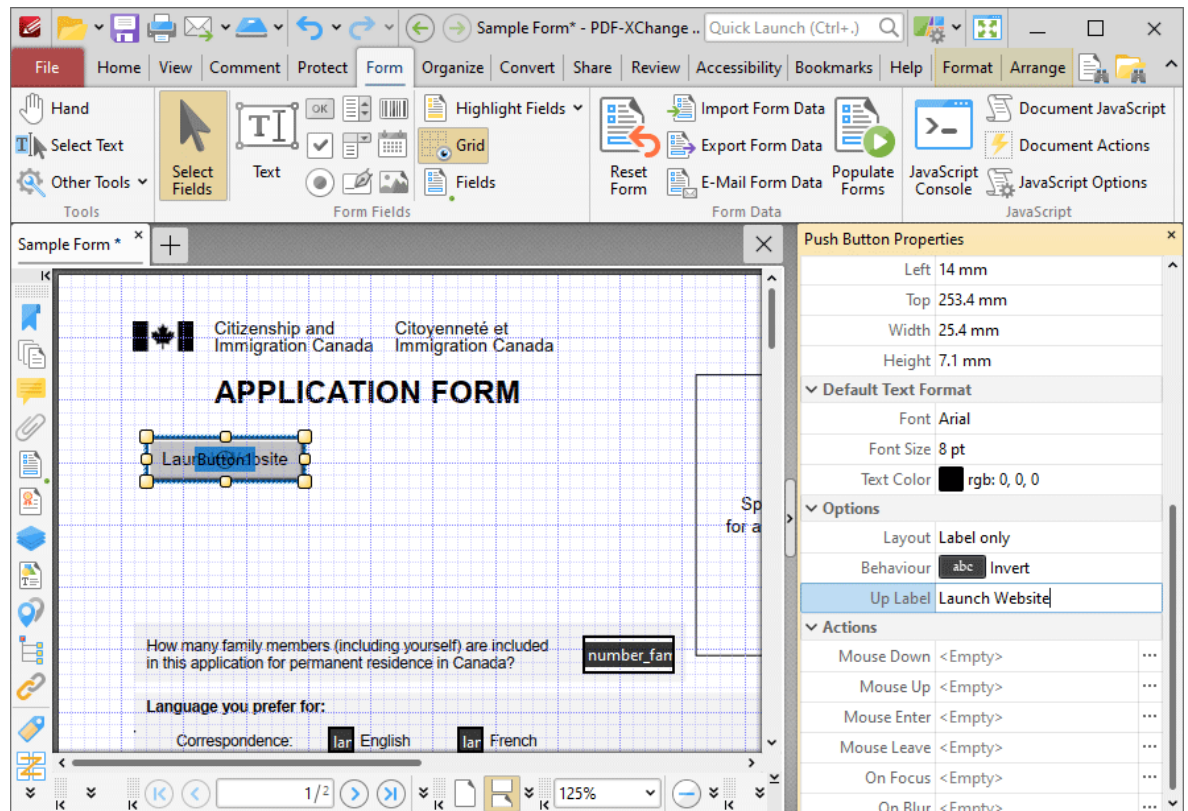 Sample Form* - PDF-XChange ..
Quick Launch (Ctrl+.)
File Home View Comment Protect Form Organize Convert Share Review Accessibility Bookmarks Help Format Arrange
Hand
Select Text
Other Tools
Tools
Select Fields
Text
OK
Highlight Fields
Grid
Fields
Form Fields
Reset Form
Import Form Data
Export Form Data
E-Mail Form Data
Populate Forms
Form Data
JavaScript Console
Document JavaScript
Document Actions
JavaScript Options
JavaScript
Sample Form *
Citizenship and
Immigration Canada
Citoyenneté et
Immigration Canada
APPLICATION FORM
Button1
Sp
for a
How many family members (including yourself) are included
in this application for permanent residence in Canada?
number_fan
Language you prefer for:
Correspondence: lar English lar French
1/2
125%
Push Button Properties
Left 14 mm
Top 253.4 mm
Width 25.4 mm
Height 7.1 mm
Default Text Format
Font Arial
Font Size 8 pt
Text Color rgb: 0, 0, 0
Options
Layout Label only
Behaviour abc Invert
Up Label Launch Website
Actions
Mouse Down <Empty> ...
Mouse Up <Empty> ...
Mouse Enter <Empty> ...
Mouse Leave <Empty> ...
On Focus <Empty> ...
On Blur <Empty> ...